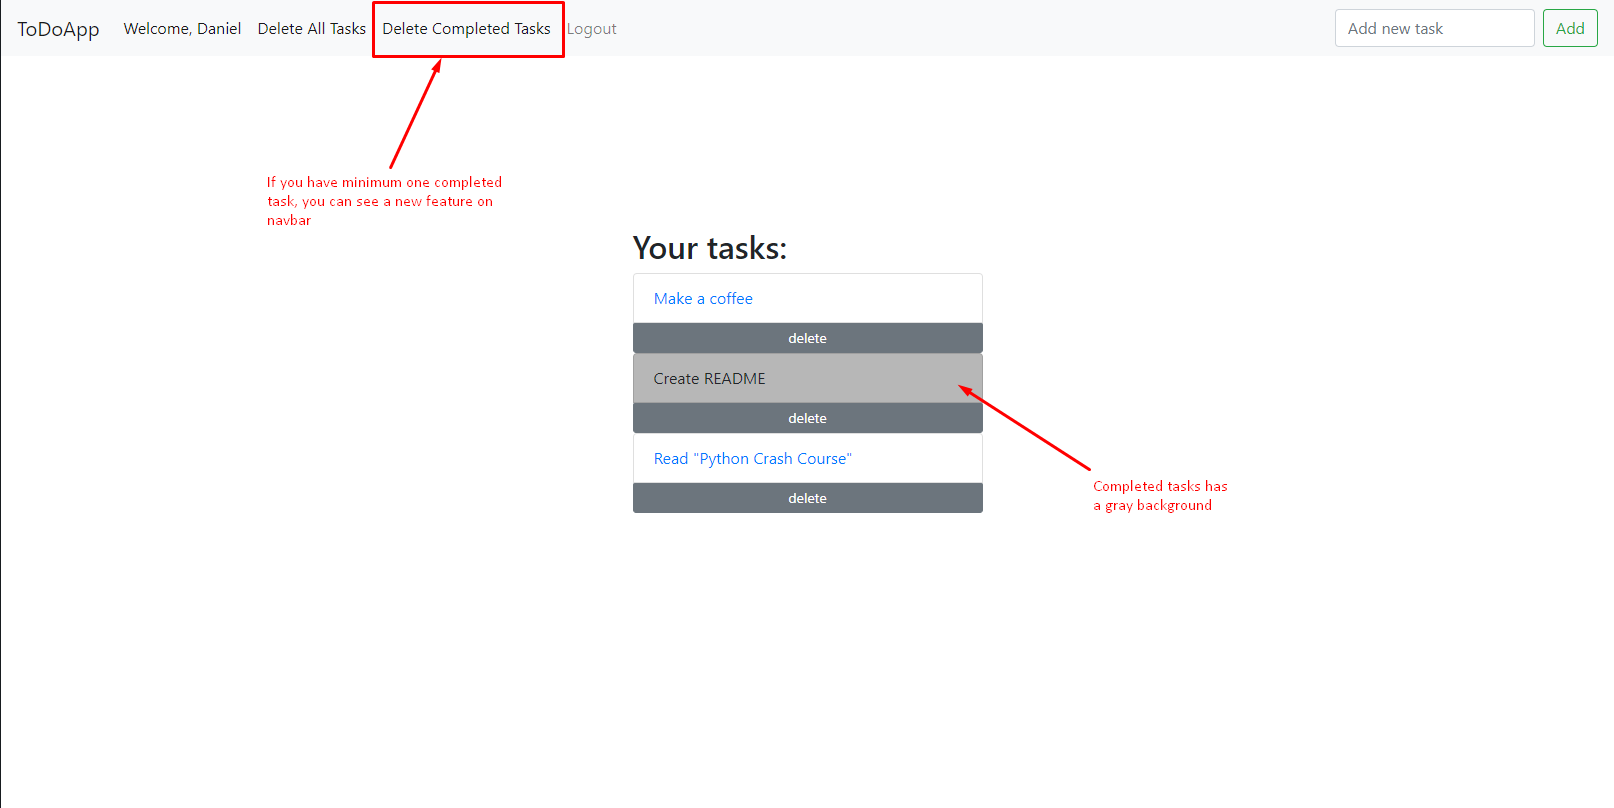 ToDoApp Welcome, Daniel Delete All Tasks Delete Completed Tasks Logout Add new task Add
If you have minimum one completed
task, you can see a new feature on
navbar
Your tasks:
Make a coffee
delete
Create README
delete
Read "Python Crash Course"
delete
Completed tasks has
a gray background